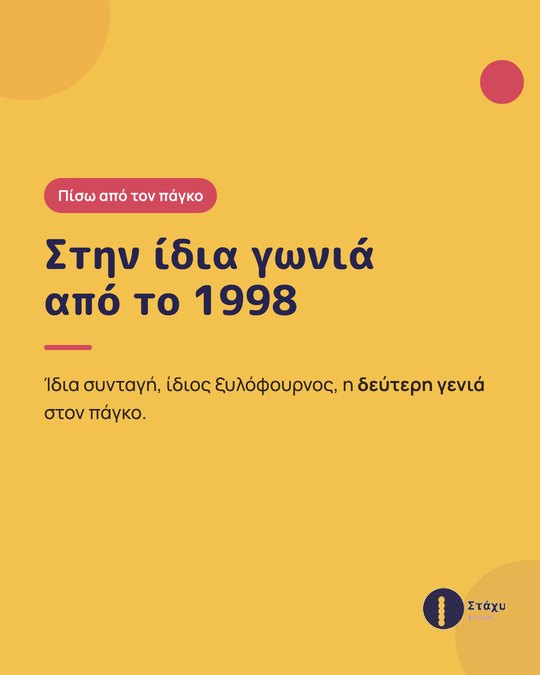 Πίσω από τον πάγκο
Στην ίδια γωνιά
από το 1998
Ίδια συνταγή, ίδιος ξυλόφουρνος, η δεύτερη γενιά
στον πάγκο.
Στάχυ